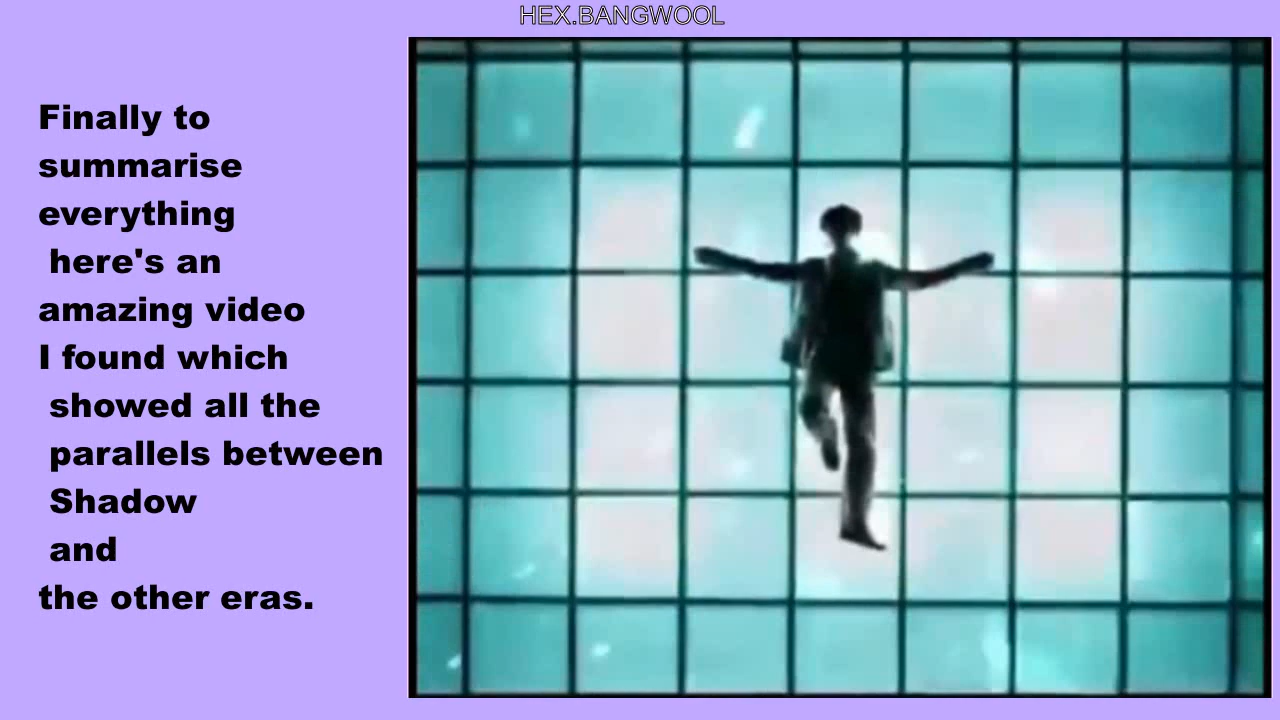 HEX.BANGWOOL
Finally to
summarise
everything
here's an
amazing video
I found which
showed all the
parallels between
Shadow
and
the other eras.